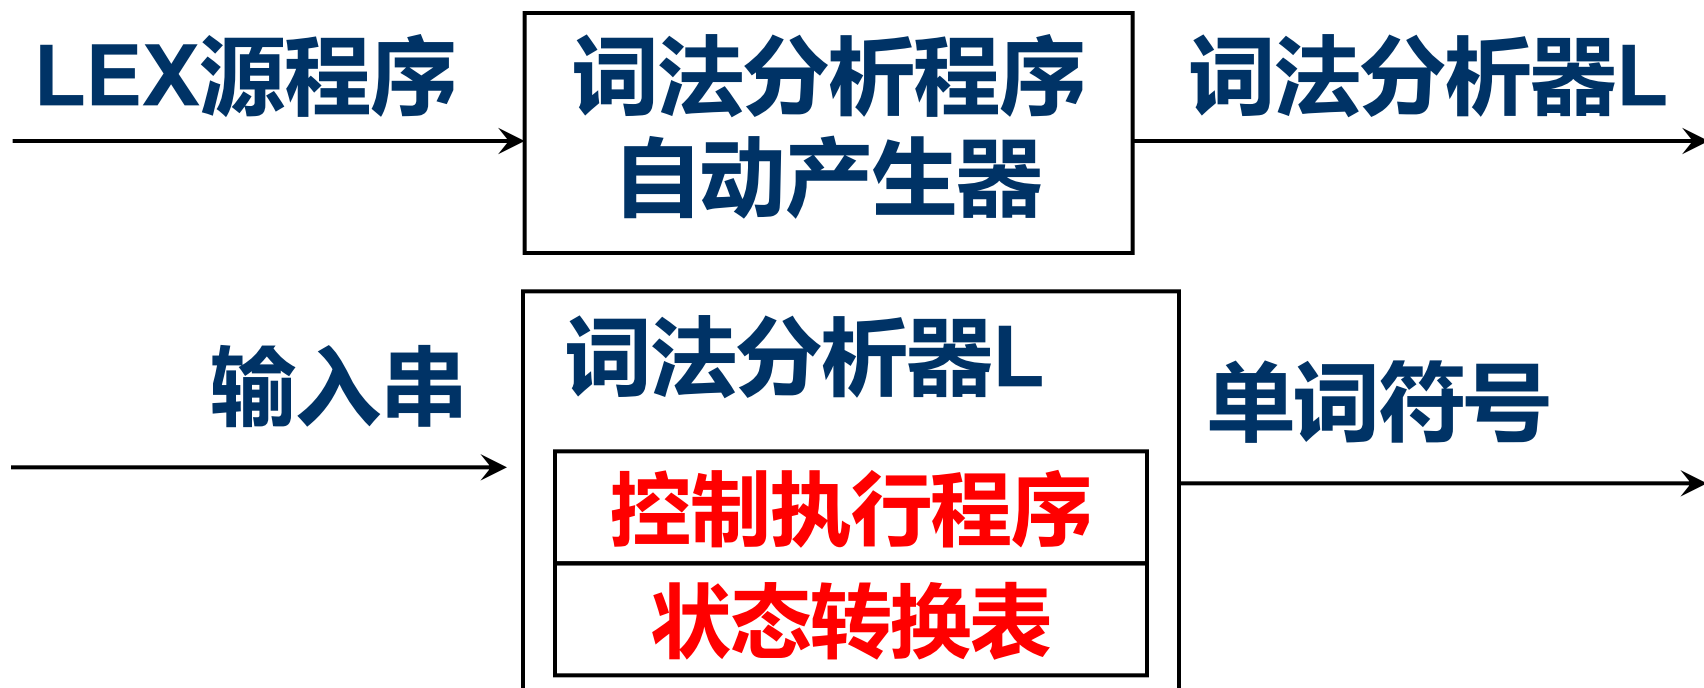 LEX源程序
词法分析程序
自动产生器
词法分析器L
输入串
词法分析器L
控制执行程序
状态转换表
单词符号